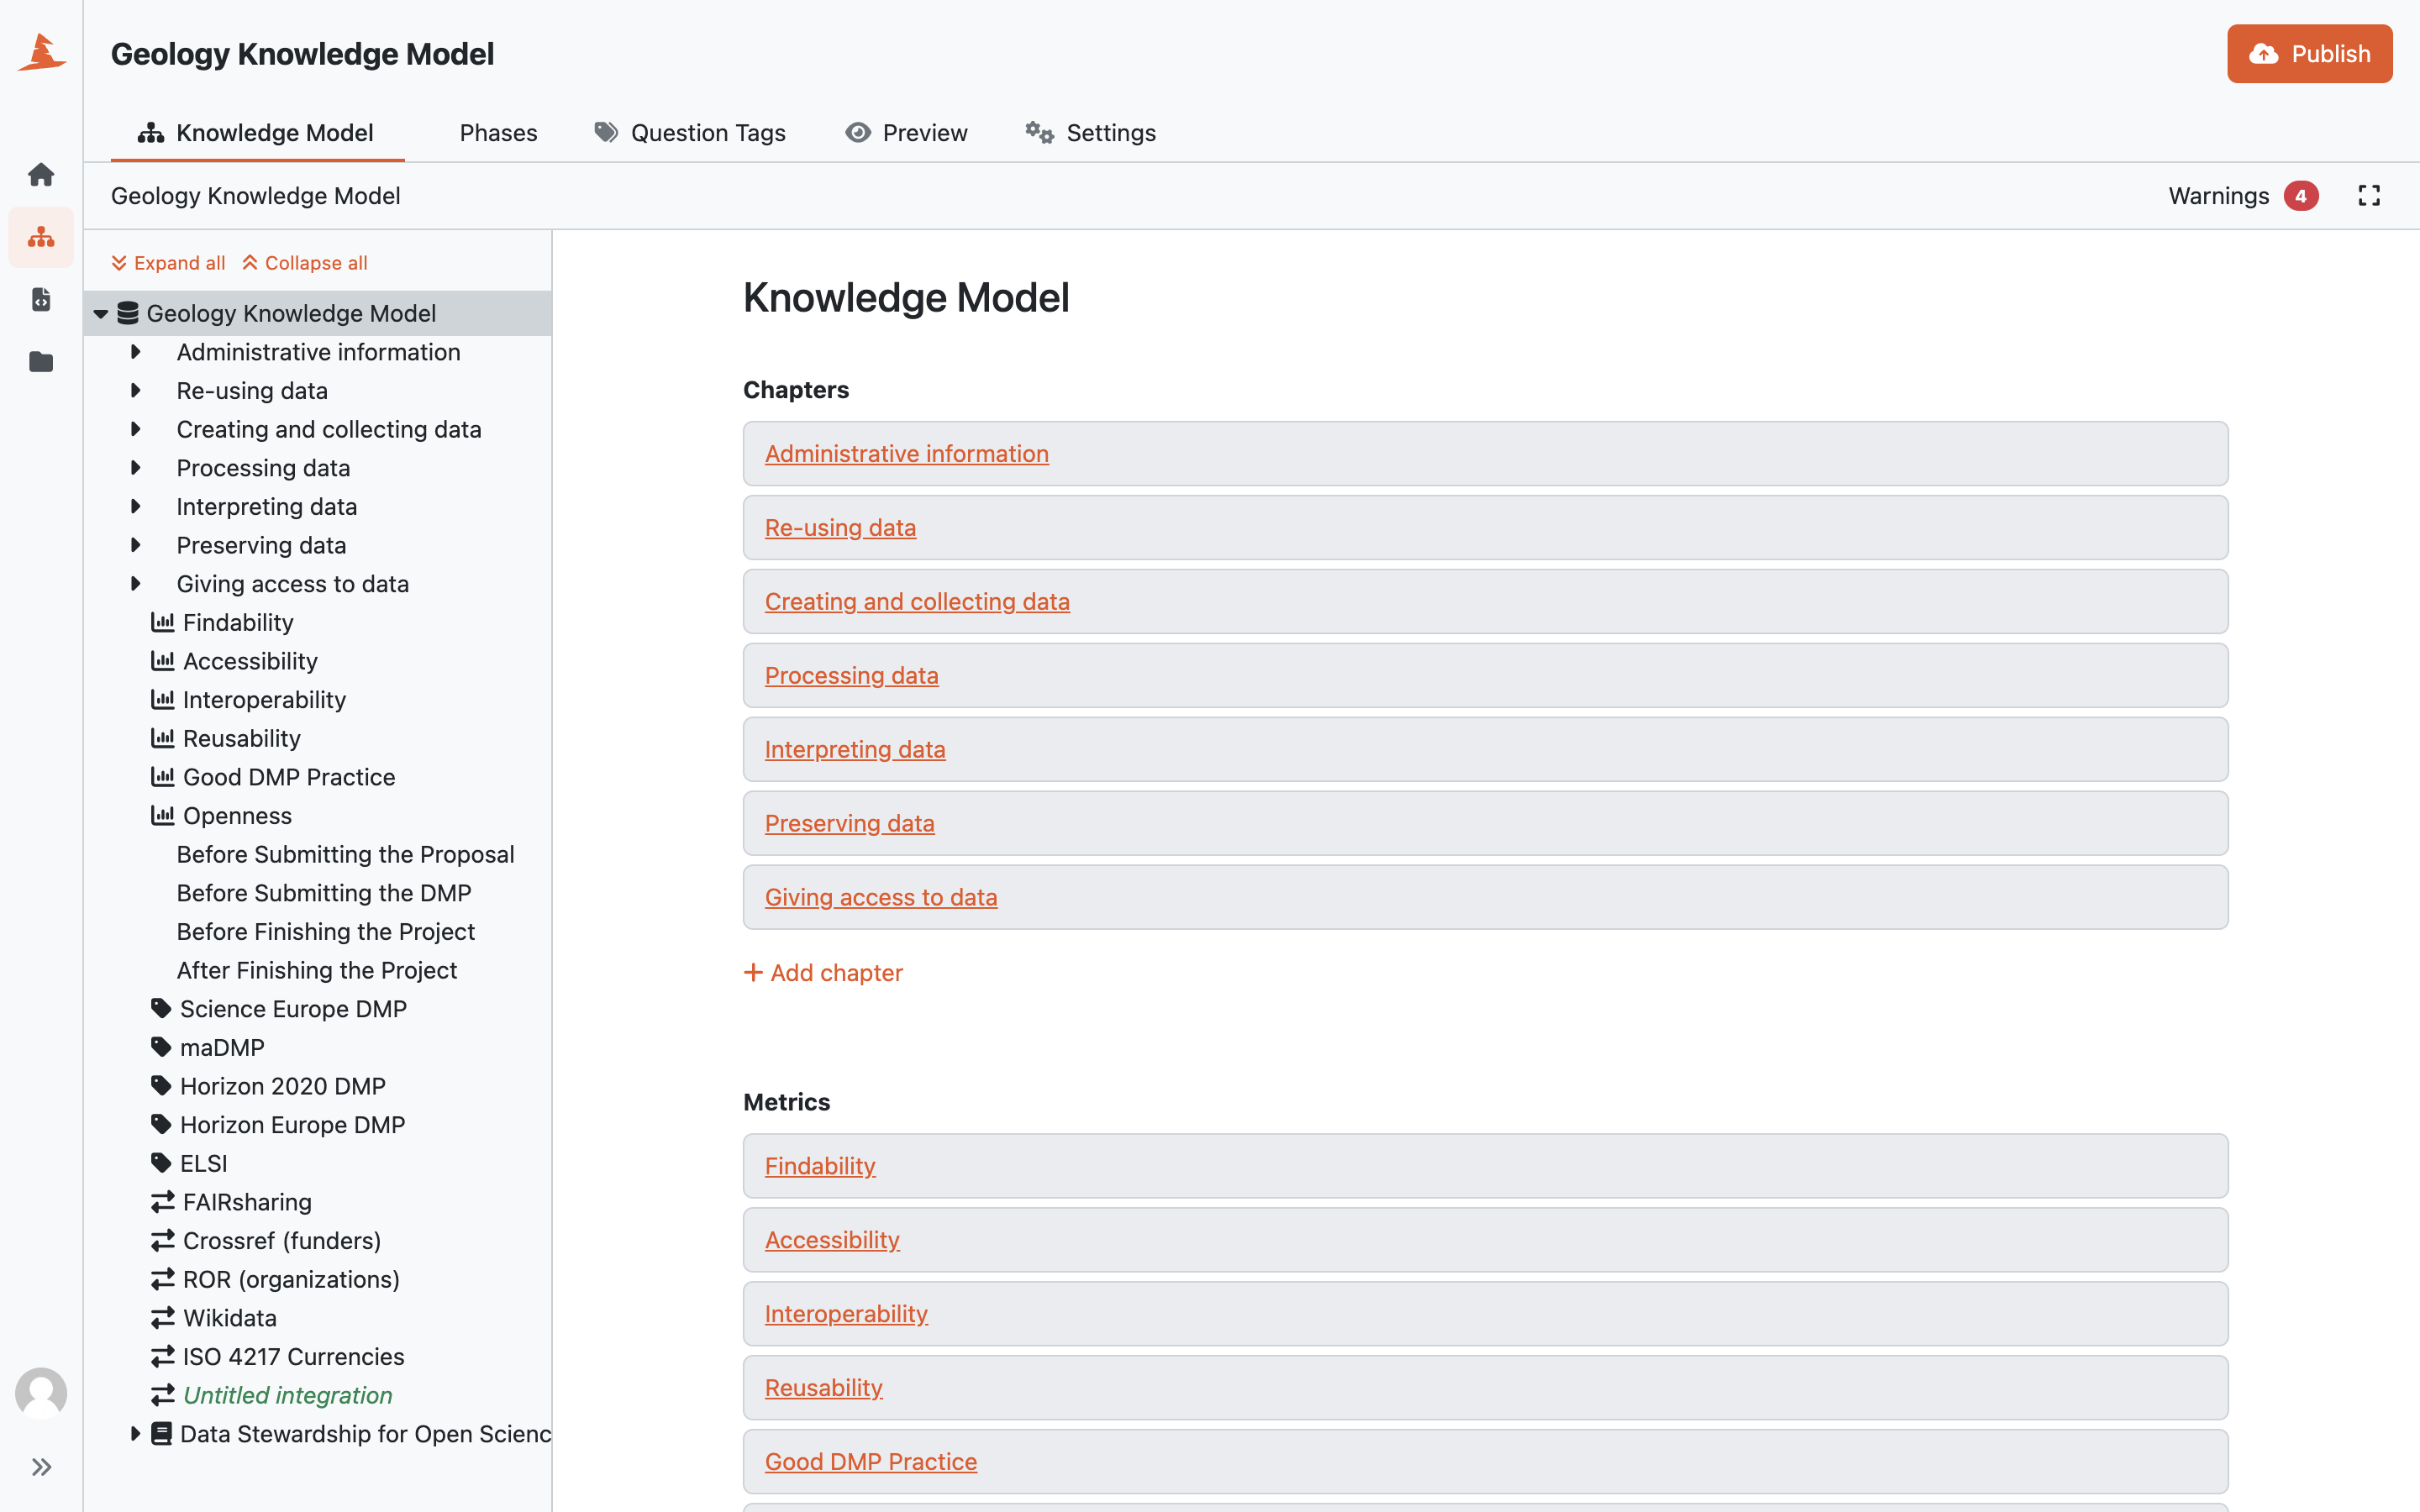 Geology Knowledge Model
Publish
Knowledge Model
Phases
Question Tags
Preview
Settings
Geology Knowledge Model
Warnings 4
Expand all
Collapse all
Geology Knowledge Model
Administrative information
Re-using data
Creating and collecting data
Processing data
Interpreting data
Preserving data
Giving access to data
Findability
Accessibility
Interoperability
Reusability
Good DMP Practice
Openness
Before Submitting the Proposal
Before Submitting the DMP
Before Finishing the Project
After Finishing the Project
Science Europe DMP
maDMP
Horizon 2020 DMP
Horizon Europe DMP
ELSI
FAIRsharing
Crossref (funders)
ROR (organizations)
Wikidata
ISO 4217 Currencies
Untitled integration
Data Stewardship for Open Scienc
Knowledge Model
Chapters
Administrative information
Re-using data
Creating and collecting data
Processing data
Interpreting data
Preserving data
Giving access to data
+ Add chapter
Metrics
Findability
Accessibility
Interoperability
Reusability
Good DMP Practice